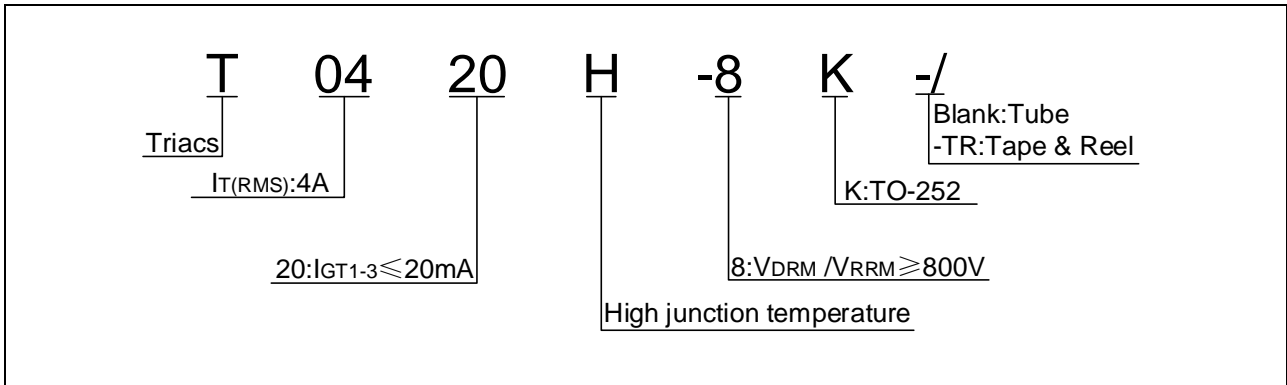 T 04 20 H -8 K -/
Blank:Tube
Triacs
-TR:Tape & Reel
IT(RMS):4A
K:TO-252
20:IGT1-3≤20mA
8:VDRM /VRRM≥800V
High junction temperature